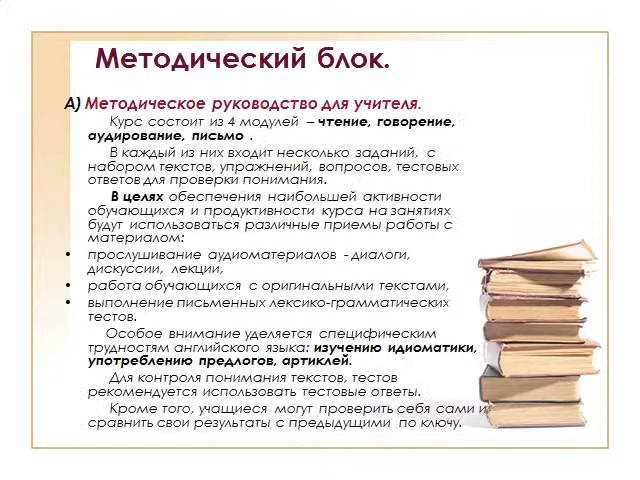 Методический блок.
А) Методическое руководство для учителя.
Курс состоит из 4 модулей – чтение, говорение,
аудирование, письмо .
В каждый из них входит несколько заданий, с
набором текстов, упражнений, вопросов, тестовых
ответов для проверки понимания.
В целях обеспечения наибольшей активности
обучающихся и продуктивности курса на занятиях
будут использоваться различные приемы работы с
материалом:
• прослушивание аудиоматериалов - диалоги,
дискуссии, лекции,
• работа обучающихся с оригинальными текстами,
• выполнение письменных лексико-грамматических
тестов.
Особое внимание уделяется специфическим
трудностям английского языка: изучению идиоматики,
употреблению предлогов, артиклей.
Для контроля понимания текстов, тестов
рекомендуется использовать тестовые ответы.
Кроме того, учащиеся могут проверить себя сами и
сравнить свои результаты с предыдущими по ключу.